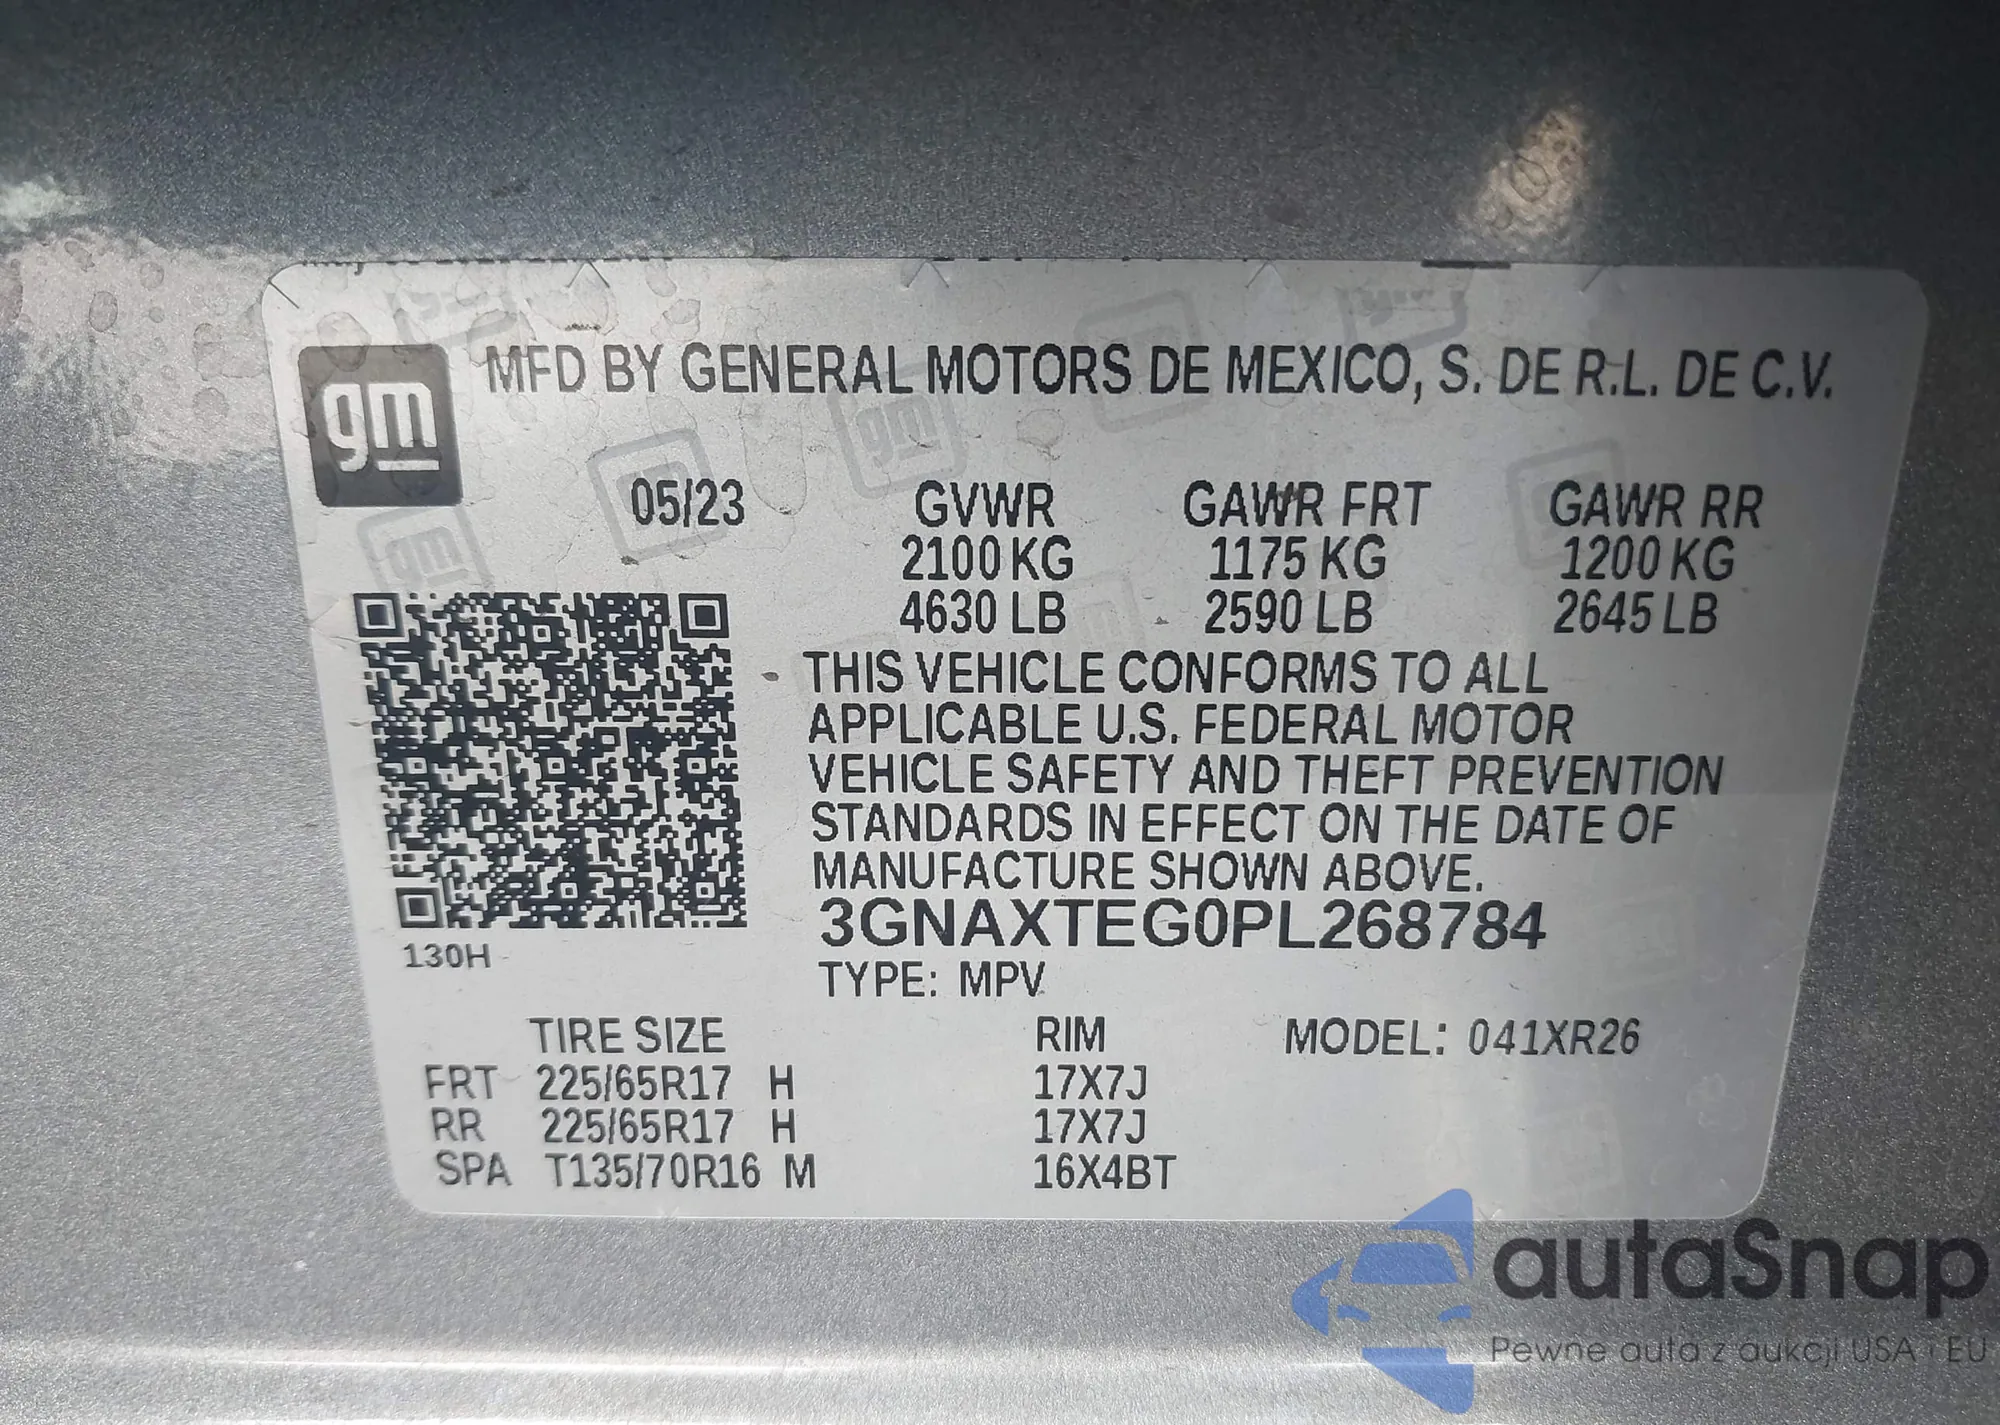 gm
MFD BY GENERAL MOTORS DE MEXICO, S. DE R.L. DE C.V.
05/23 GVWR GAWR FRT GAWR RR
2100 KG 1175 KG 1200 KG
4630 LB 2590 LB 2645 LB
THIS VEHICLE CONFORMS TO ALL
APPLICABLE U.S. FEDERAL MOTOR
VEHICLE SAFETY AND THEFT PREVENTION
STANDARDS IN EFFECT ON THE DATE OF
MANUFACTURE SHOWN ABOVE.
3GNAXTEG0PL268784
130H
TYPE: MPV
TIRE SIZE RIM MODEL: 041XR26
FRT 225/65R17 H 17X7J
RR 225/65R17 H 17X7J
SPA T135/70R16 M 16X4BT
autaSnap
Pewne auta z aukcji USA i EU